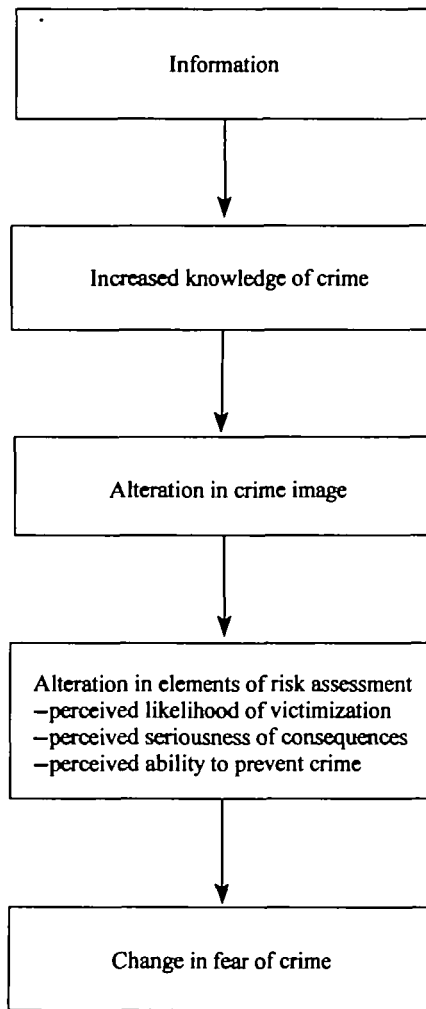 Information
Increased knowledge of crime
Alteration in crime image
Alteration in elements of risk assessment
–perceived likelihood of victimization
–perceived seriousness of consequences
–perceived ability to prevent crime
Change in fear of crime